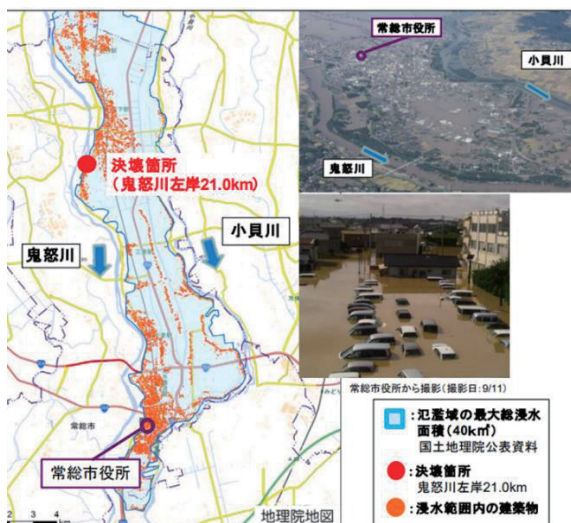 決壊箇所
（鬼怒川左岸21.0km）
鬼怒川
小貝川
常総市
常総市役所
2 3 4
km
地理院地図
常総市役所
小貝川
鬼怒川
常総市役所から撮影（撮影日:9/11）
:氾濫域の最大総浸水
面積（40k㎡）
国土地理院公表資料
:決壊箇所
鬼怒川左岸21.0km
:浸水範囲内の建築物